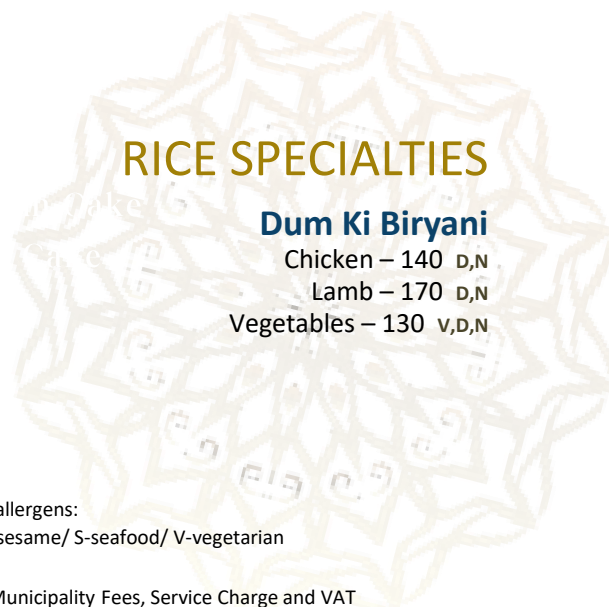 RICE SPECIALTIES
Dum Ki Biryani
Chicken – 140 D,N
Lamb – 170 D,N
Vegetables – 130 V,D,N
allergens:
sesame/ S-seafood/ V-vegetarian
Municipality Fees, Service Charge and VAT